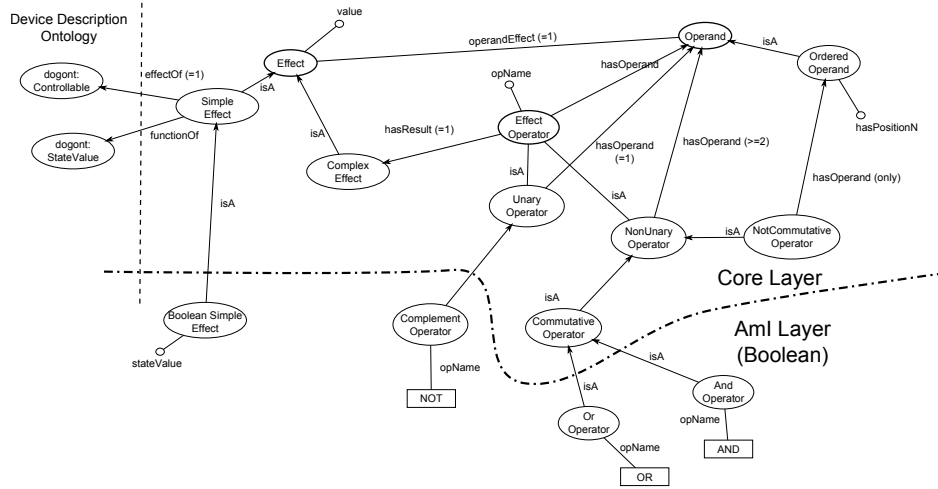 Device Description
Ontology
value
Effect
operandEffect (=1)
Operand
isA
Ordered
Operand
dogont:
Controllable
effectOf (=1)
isA
opName
hasOperand
Simple
Effect
hasPositionN
functionOf
dogont:
StateValue
isA
hasResult (=1)
Effect
Operator
hasOperand
(=1)
hasOperand (>=2)
Complex
Effect
isA
hasOperand (only)
isA
Unary
Operator
isA
NonUnary
Operator
isA
NotCommutative
Operator
Core Layer
isA
Boolean Simple
Effect
stateValue
Complement
Operator
Commutative
Operator
AmI Layer
(Boolean)
isA
opName
NOT
isA
And
Operator
Or
Operator
opName
AND
opName
OR